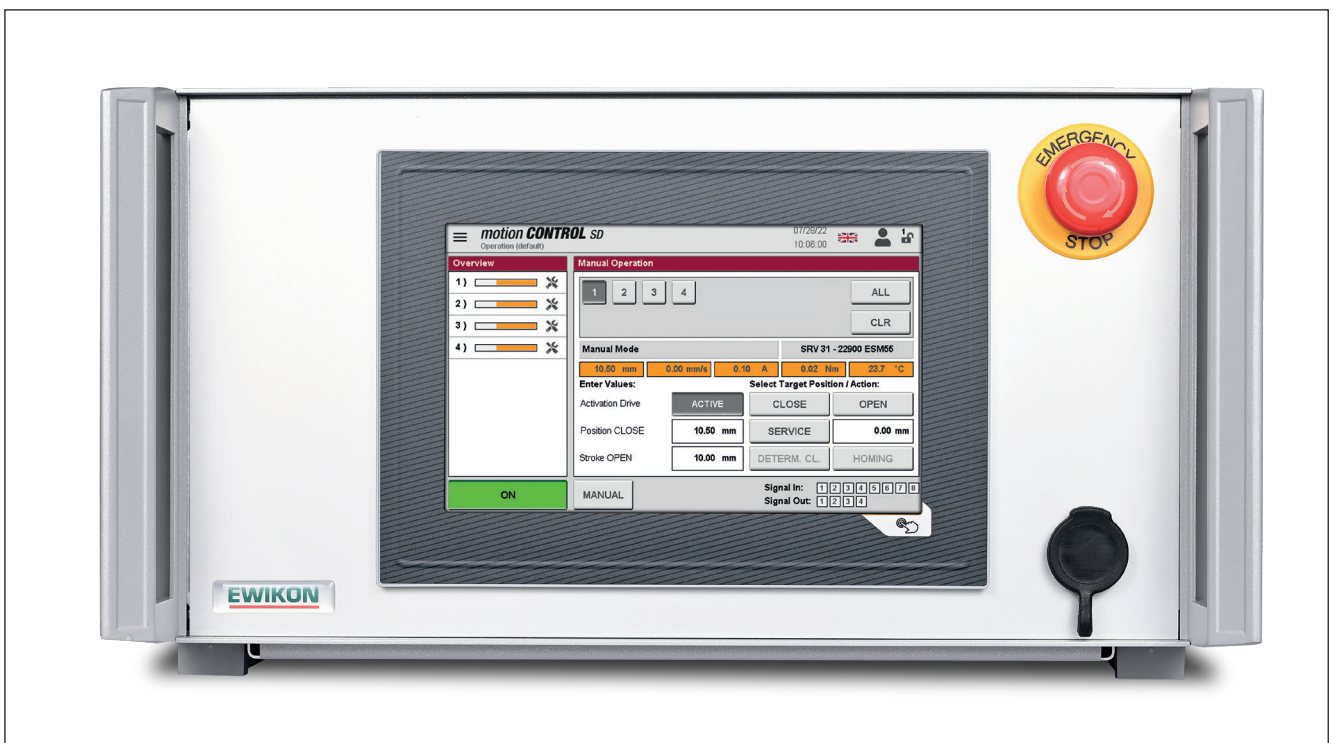 EMERGENCY
STOP
motion CONTROL SD
Operation (default)
07/28/22
10:06:00
1
Overview
1)
2)
3)
4)
Manual Operation
1 2 3 4
ALL
CLR
Manual Mode
SRV 31 - 22900 ESM55
10.50 mm 0.00 mm/s 0.10 A 0.02 Nm 23.7 °C
Enter Values: Select Target Position / Action:
Activation Drive ACTIVE CLOSE OPEN
Position CLOSE 10.50 mm SERVICE 0.00 mm
Stroke OPEN 10.00 mm DETERM. CL. HOMING
ON
MANUAL
Signal In: 1 2 3 4 5 6 7 8
Signal Out: 1 2 3 4
EWIKON